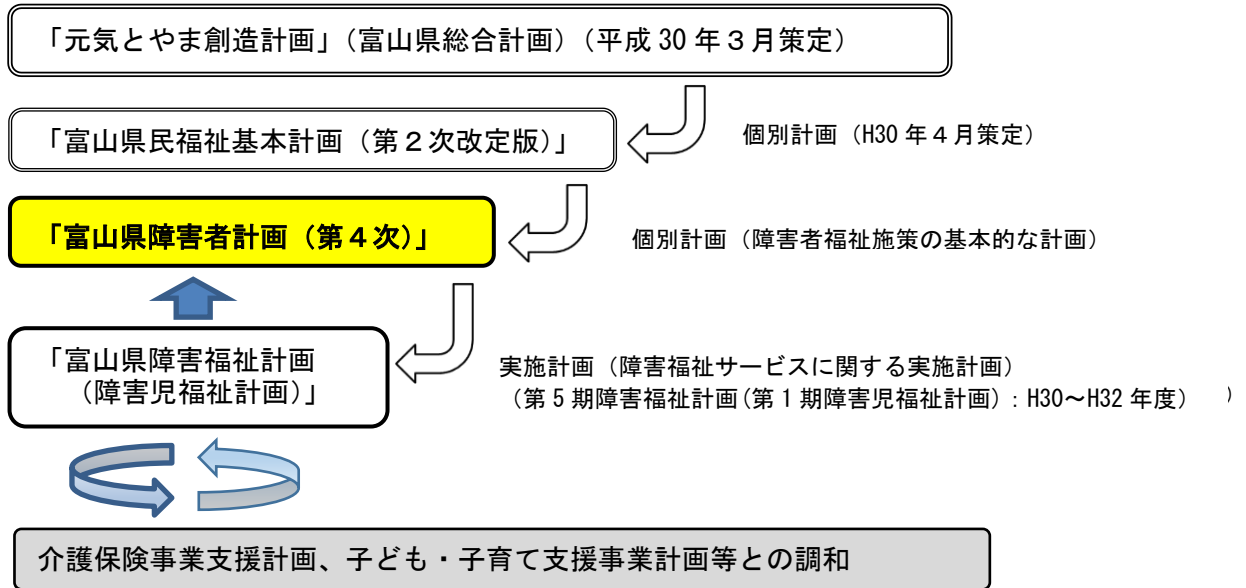 「元気とやま創造計画」(富山県総合計画)(平成 30 年3月策定)
「富山県民福祉基本計画(第2次改定版)」
個別計画(H30 年4月策定)
「富山県障害者計画(第4次)」
個別計画(障害者福祉施策の基本的な計画)
「富山県障害福祉計画
(障害児福祉計画)」
実施計画(障害福祉サービスに関する実施計画)
(第5期障害福祉計画(第1期障害児福祉計画):H30~H32 年度) )
介護保険事業支援計画、子ども・子育て支援事業計画等との調和